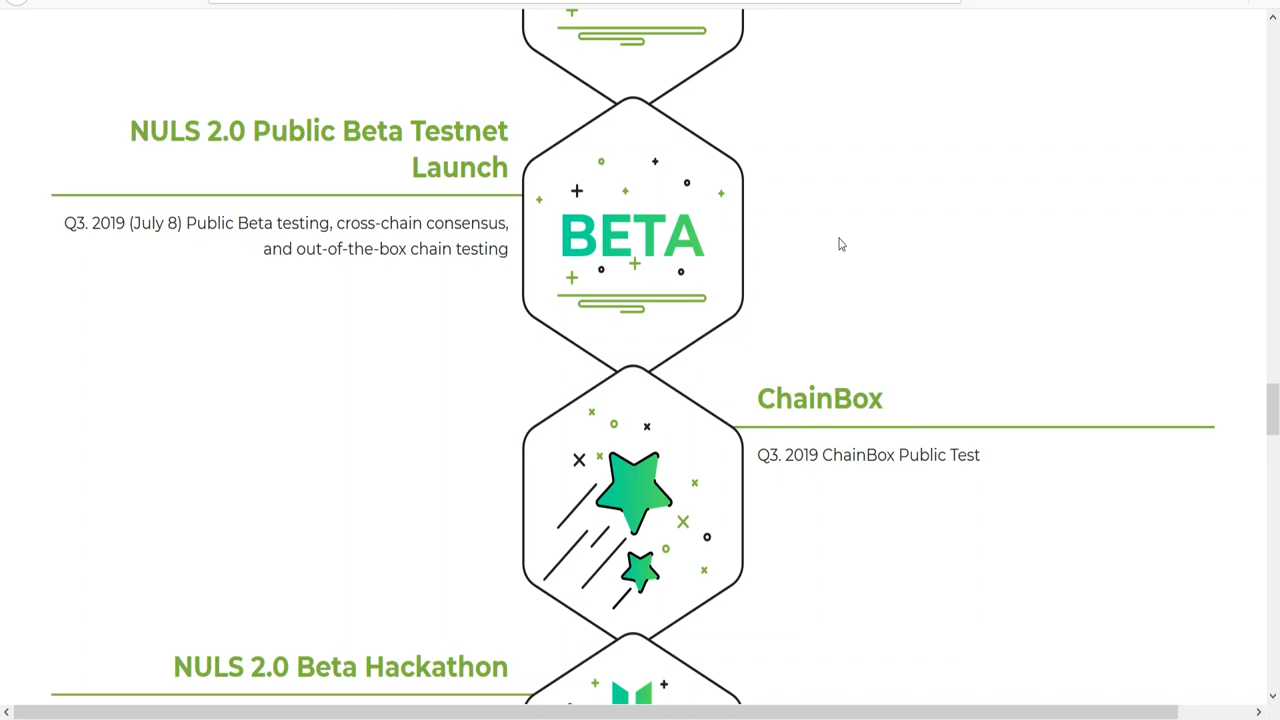 NULS 2.0 Public Beta Testnet
Launch
Q3. 2019 (July 8) Public Beta testing, cross-chain consensus,
and out-of-the-box chain testing
BETA
ChainBox
Q3. 2019 ChainBox Public Test
NULS 2.0 Beta Hackathon